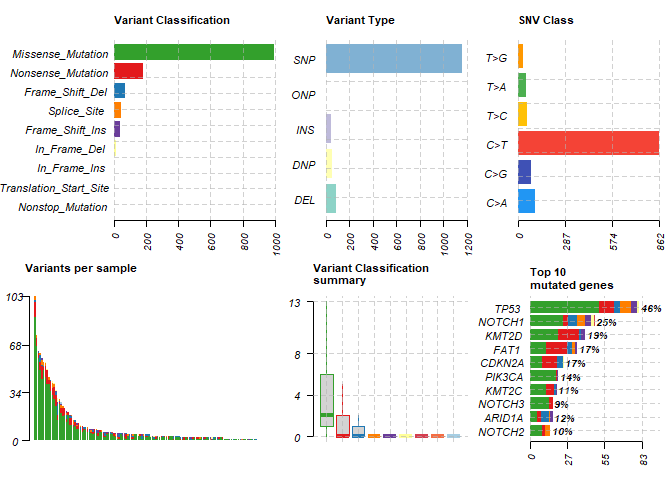 Variant Classification
Missense_Mutation
Nonsense_Mutation
Frame_Shift_Del
Splice_Site
Frame_Shift_Ins
In_Frame_Del
In_Frame_Ins
Translation_Start_Site
Nonstop_Mutation
0 200 400 600 800 1000
Variant Type
SNP
ONP
INS
DNP
DEL
0 200 400 600 800 1000 1200
SNV Class
T>G
T>A
T>C
C>T
C>G
C>A
0 287 574 862
Variants per sample
103
68
34
0
Variant Classification
summary
13
8
4
0
Top 10
mutated genes
TP53 46%
NOTCH1 25%
KMT2D 19%
FAT1 17%
CDKN2A 17%
PIK3CA 14%
KMT2C 11%
NOTCH3 9%
ARID1A 12%
NOTCH2 10%
0 27 55 83